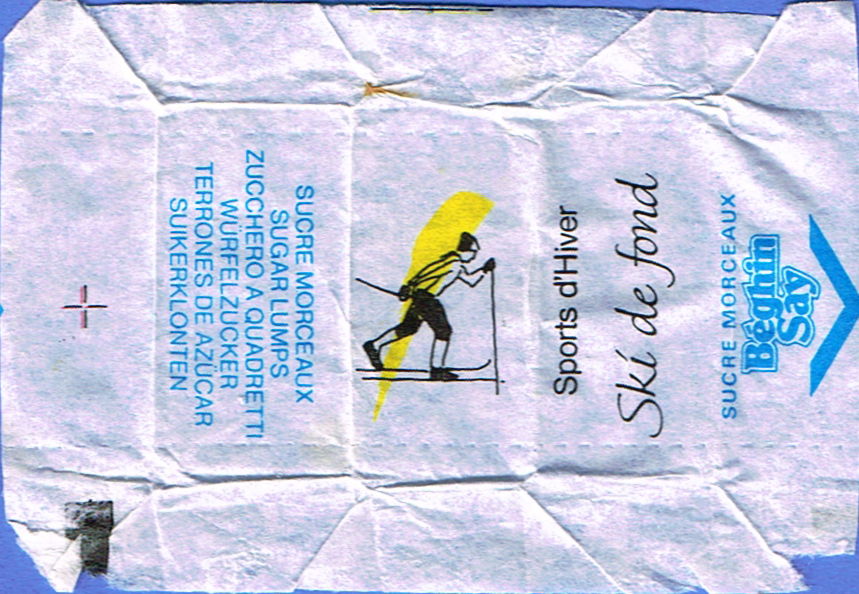 SUCRE MORCEAUX
SUGAR LUMPS
ZUCCHERO A QUADRETTI
WÜRFELZUCKER
TERRONES DE AZÚCAR
SUIKERKLONTEN
Sports d'Hiver
Ski de fond
SUCRE MORCEAUX
Béghin
Say